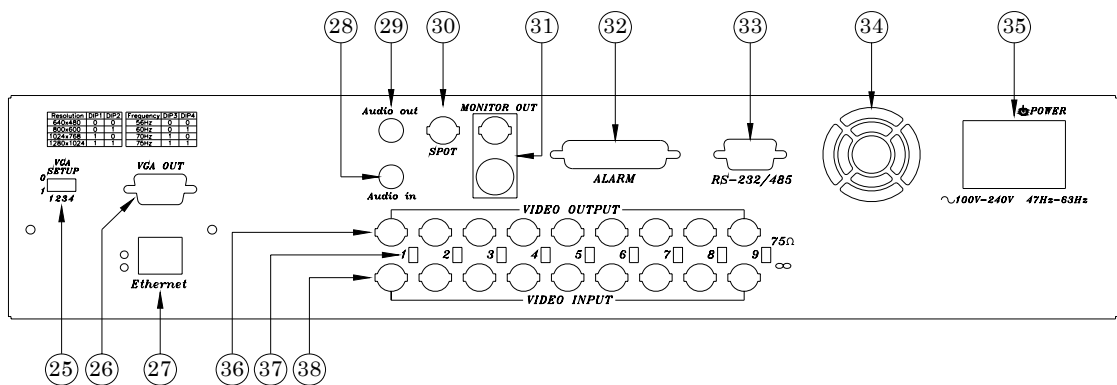 28 29 30 31 32 33 34 35
Audio out
MONITOR OUT
⏻POWER
Resolution DIP1 DIP2 Frequency DIP3 DIP4
640x480 0 0 56Hz 0 0
800x600 0 1 60Hz 0 1
1024x768 1 0 70Hz 1 0
1280x1024 1 1 75Hz 1 1
SPOT
VGA
SETUP
0
1
1234
VGA OUT
Audio in
ALARM
RS-232/485
∿100V-240V 47Hz-63Hz
VIDEO OUTPUT
75Ω
1 2 3 4 5 6 7 8 9
∞
Ethernet
VIDEO INPUT
25 26 27 36 37 38